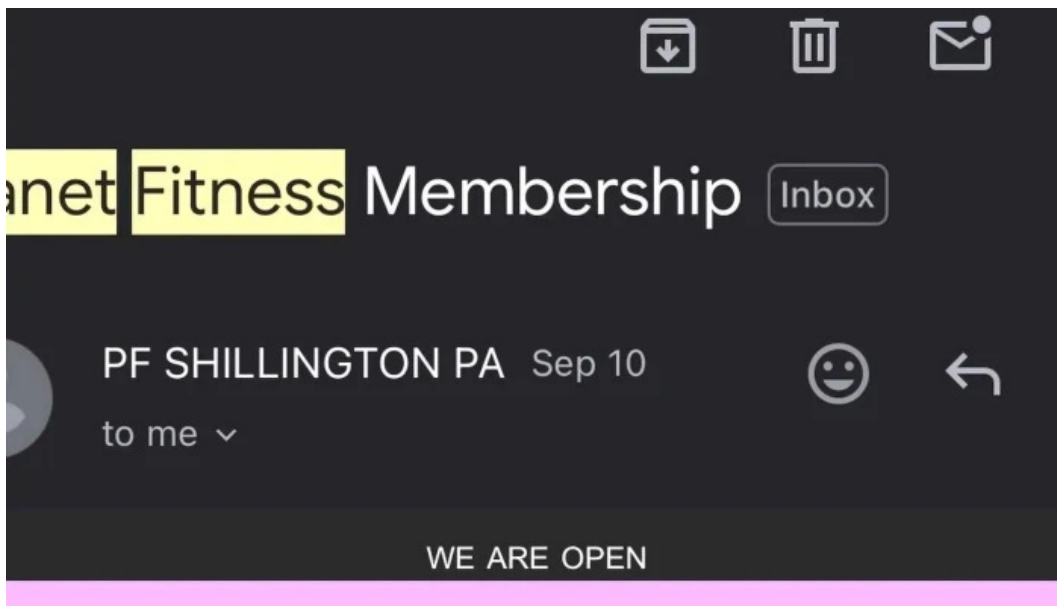 anet Fitness Membership Inbox
PF SHILLINGTON PA Sep 10
to me
WE ARE OPEN